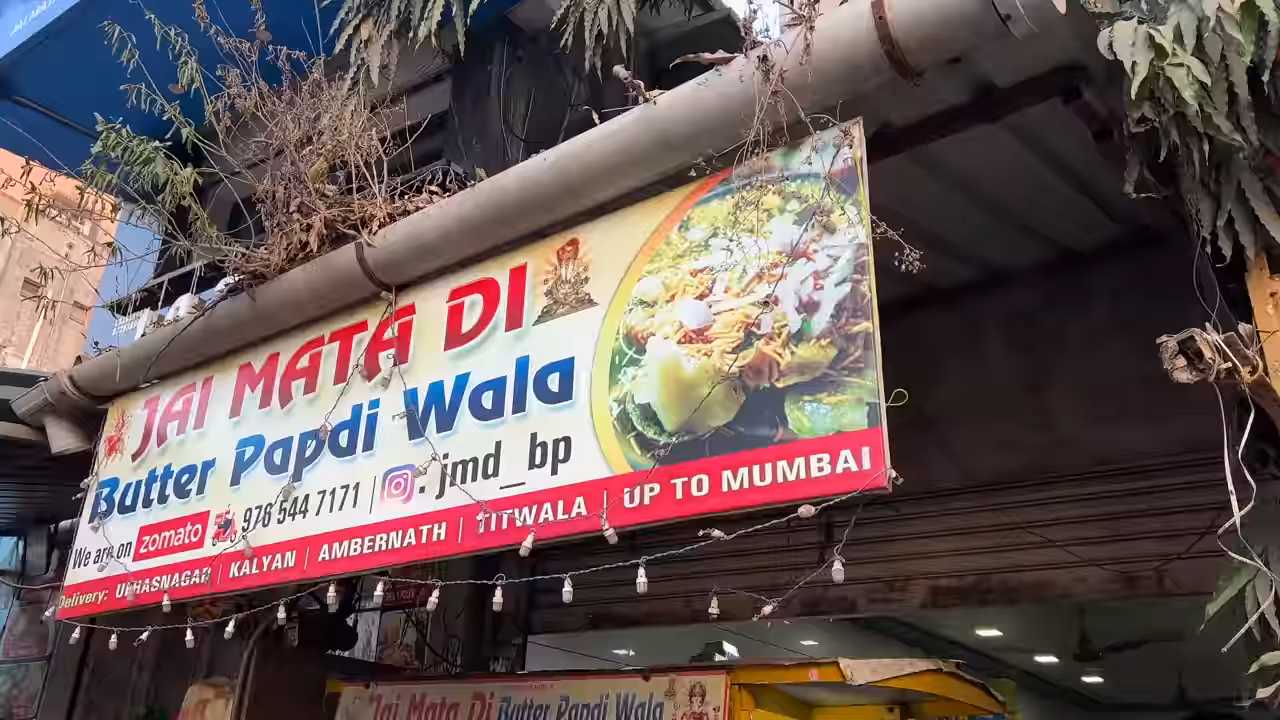 JAI MATA DI
Butter Papdi Wala
We are on zomato 976 544 7171 | : jmd_bp
Delivery: ULHASNAGAR | KALYAN | AMBERNATH | TITWALA | UP TO MUMBAI
Jai Mata Di Butter Papdi Wala